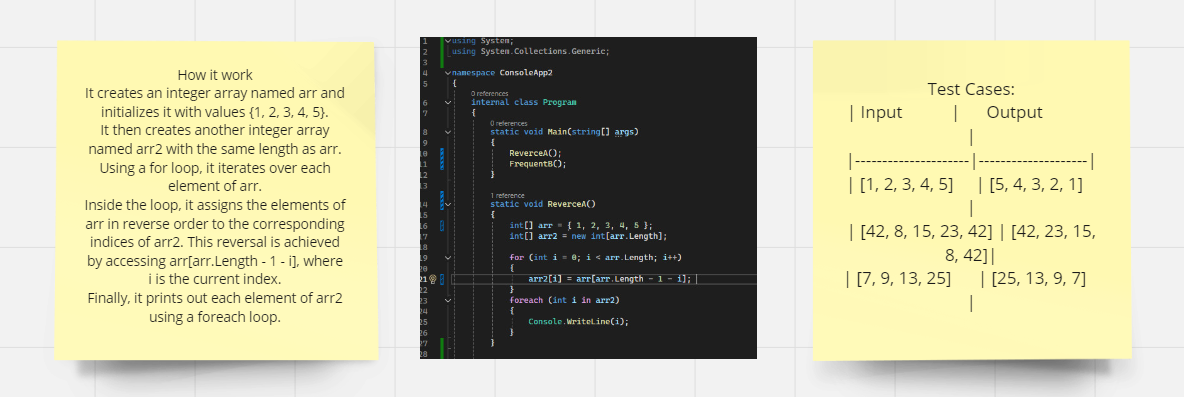 How it work
It creates an integer array named arr and
initializes it with values {1, 2, 3, 4, 5}.
It then creates another integer array
named arr2 with the same length as arr.
Using a for loop, it iterates over each
element of arr.
Inside the loop, it assigns the elements of
arr in reverse order to the corresponding
indices of arr2. This reversal is achieved
by accessing arr[arr.Length - 1 - i], where
i is the current index.
Finally, it prints out each element of arr2
using a foreach loop.
1 using System;
2 using System.Collections.Generic;
3
4 namespace ConsoleApp2
5 {
0 references
6 internal class Program
7 {
0 references
8 static void Main(string[] args)
9 {
10 ReverceA();
11 FrequentB();
12 }
13
1 reference
14 static void ReverceA()
15 {
16 int[] arr = { 1, 2, 3, 4, 5 };
17 int[] arr2 = new int[arr.Length];
18
19 for (int i = 0; i < arr.Length; i++)
20 {
21 arr2[i] = arr[arr.Length - 1 - i];
22 }
23 foreach (int i in arr2)
24 {
25 Console.WriteLine(i);
26 }
27 }
28
Test Cases:
| Input | Output
|
|----------------------|---------------------|
| [1, 2, 3, 4, 5] | [5, 4, 3, 2, 1]
|
| [42, 8, 15, 23, 42] | [42, 23, 15,
8, 42]|
| [7, 9, 13, 25] | [25, 13, 9, 7]
|